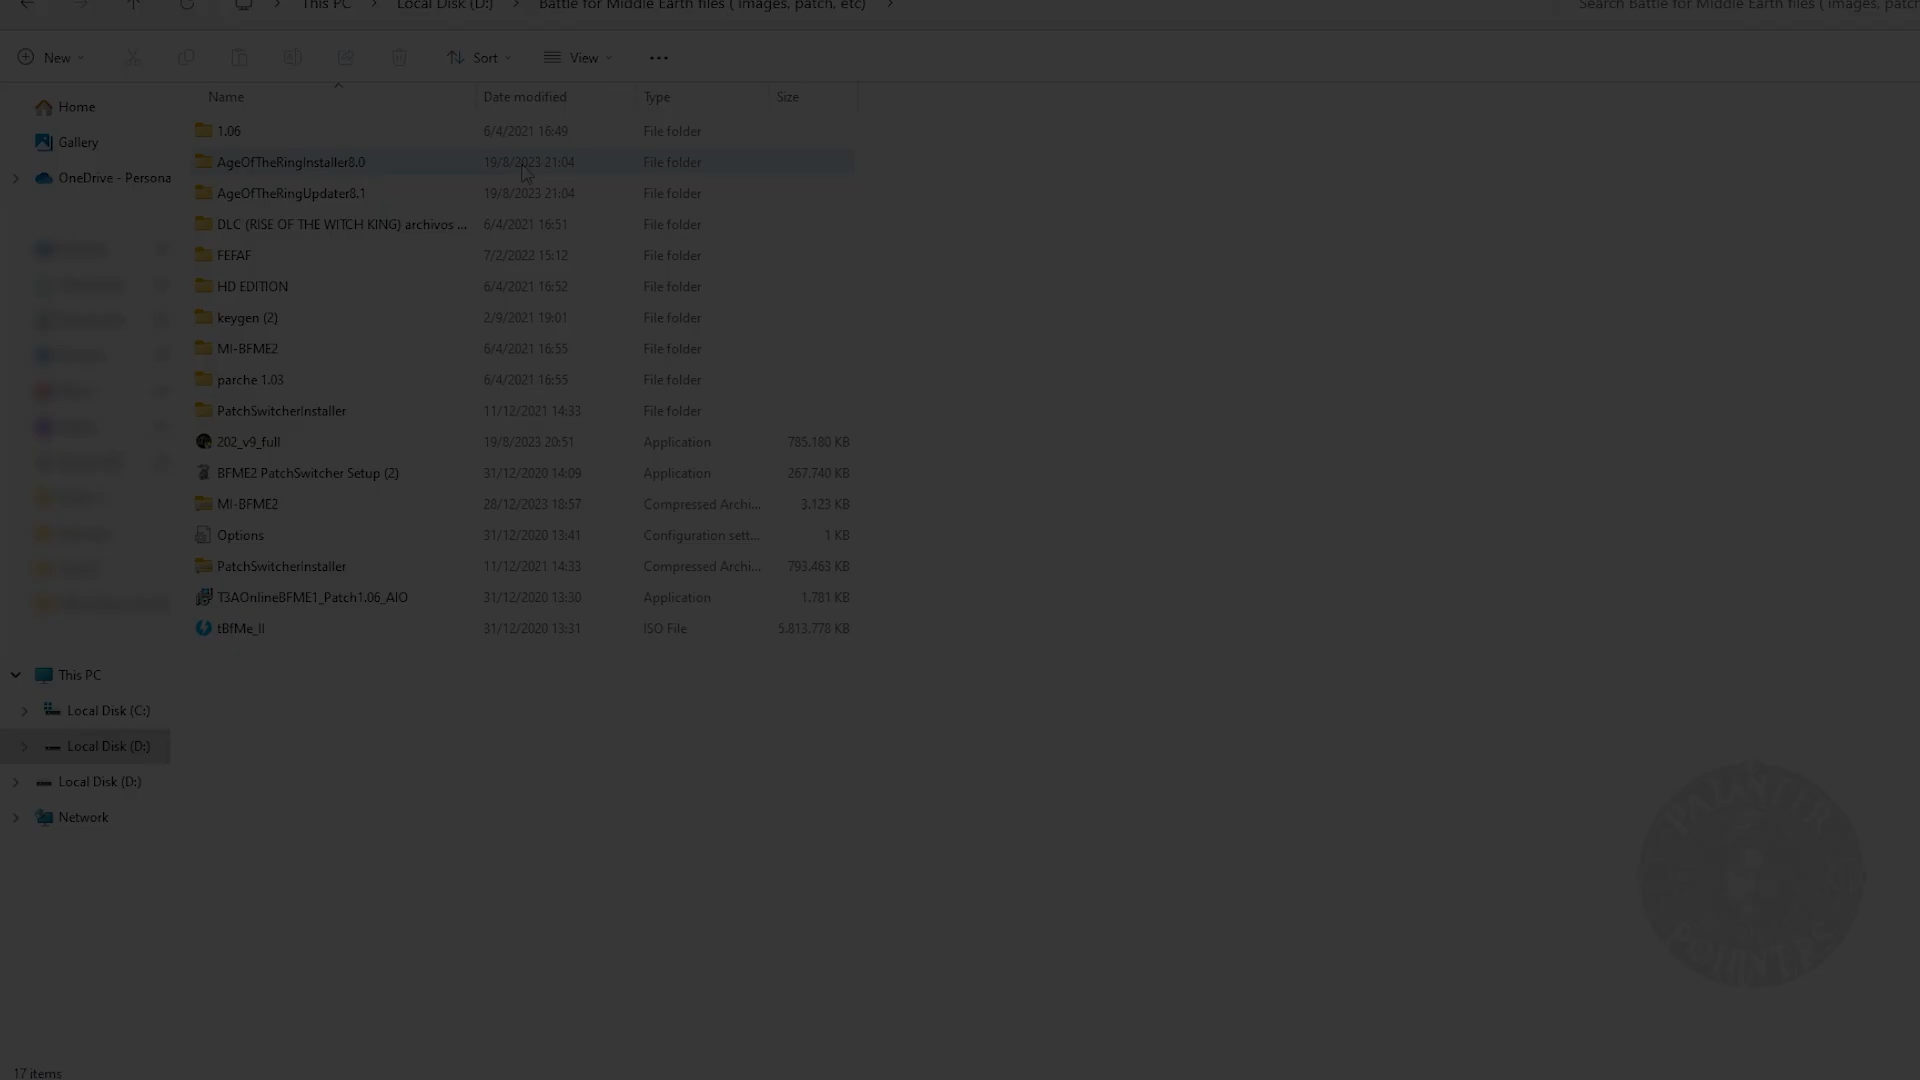 This PC > Local Disk (D:) > Battle for Middle Earth files ( images, patch, etc) >
Search Battle for Middle Earth files ( images, patch
New
Sort
View
Name Date modified Type Size
Home
Gallery
OneDrive - Persona
1.06 6/4/2021 16:49 File folder
AgeOfTheRingInstaller8.0 19/8/2023 21:04 File folder
AgeOfTheRingUpdater8.1 19/8/2023 21:04 File folder
DLC (RISE OF THE WITCH KING) archivos ... 6/4/2021 16:51 File folder
FEFAF 7/2/2022 15:12 File folder
HD EDITION 6/4/2021 16:52 File folder
keygen (2) 2/9/2021 19:01 File folder
MI-BFME2 6/4/2021 16:55 File folder
parche 1.03 6/4/2021 16:55 File folder
PatchSwitcherInstaller 11/12/2021 14:33 File folder
202_v9_full 19/8/2023 20:51 Application 785.180 KB
BFME2 PatchSwitcher Setup (2) 31/12/2020 14:09 Application 267.740 KB
MI-BFME2 28/12/2023 18:57 Compressed Archi... 3.123 KB
Options 31/12/2020 13:41 Configuration sett... 1 KB
PatchSwitcherInstaller 11/12/2021 14:33 Compressed Archi... 793.463 KB
T3AOnlineBFME1_Patch1.06_AIO 31/12/2020 13:30 Application 1.781 KB
tBfMe_II 31/12/2020 13:31 ISO File 5.813.778 KB
This PC
Local Disk (C:)
Local Disk (D:)
Local Disk (D:)
Network
17 items